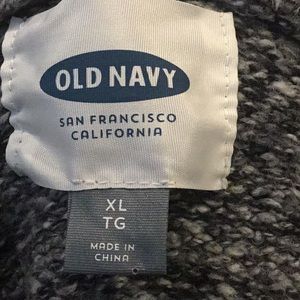 OLD NAVY
SAN FRANCISCO
CALIFORNIA
XL
TG
MADE IN
CHINA